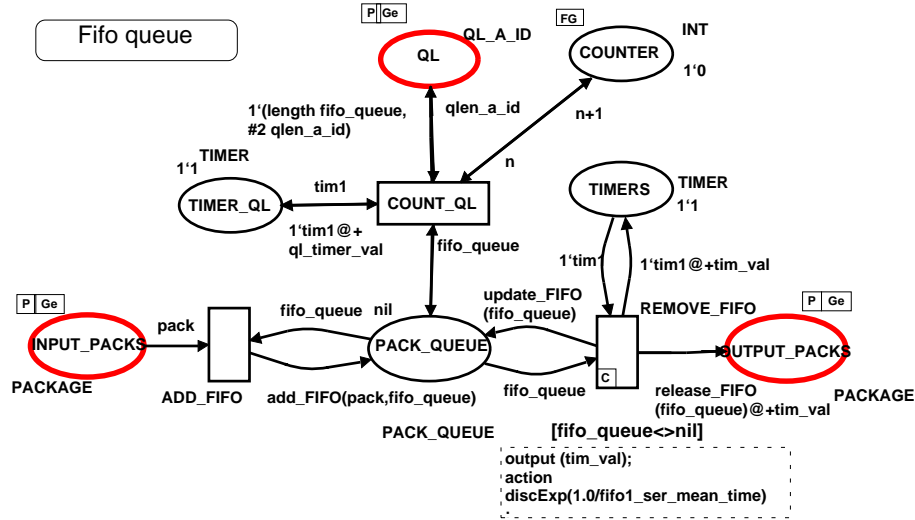 Fifo queue
P Ge
QL_A_ID
QL
FG
INT
COUNTER
1‘0
1‘(length fifo_queue,
#2 qlen_a_id)
qlen_a_id
n+1
n
TIMER
1‘1
TIMER_QL
tim1
1‘tim1@+
ql_timer_val
COUNT_QL
fifo_queue
TIMERS
TIMER
1‘1
1‘tim1
1‘tim1@+tim_val
P Ge
INPUT_PACKS
PACKAGE
pack
ADD_FIFO
fifo_queue
nil
add_FIFO(pack,fifo_queue)
PACK_QUEUE
PACK_QUEUE
update_FIFO
(fifo_queue)
fifo_queue
REMOVE_FIFO
C
P Ge
OUTPUT_PACKS
release_FIFO
(fifo_queue)@+tim_val
PACKAGE
[fifo_queue<>nil]
output (tim_val);
action
discExp(1.0/fifo1_ser_mean_time)